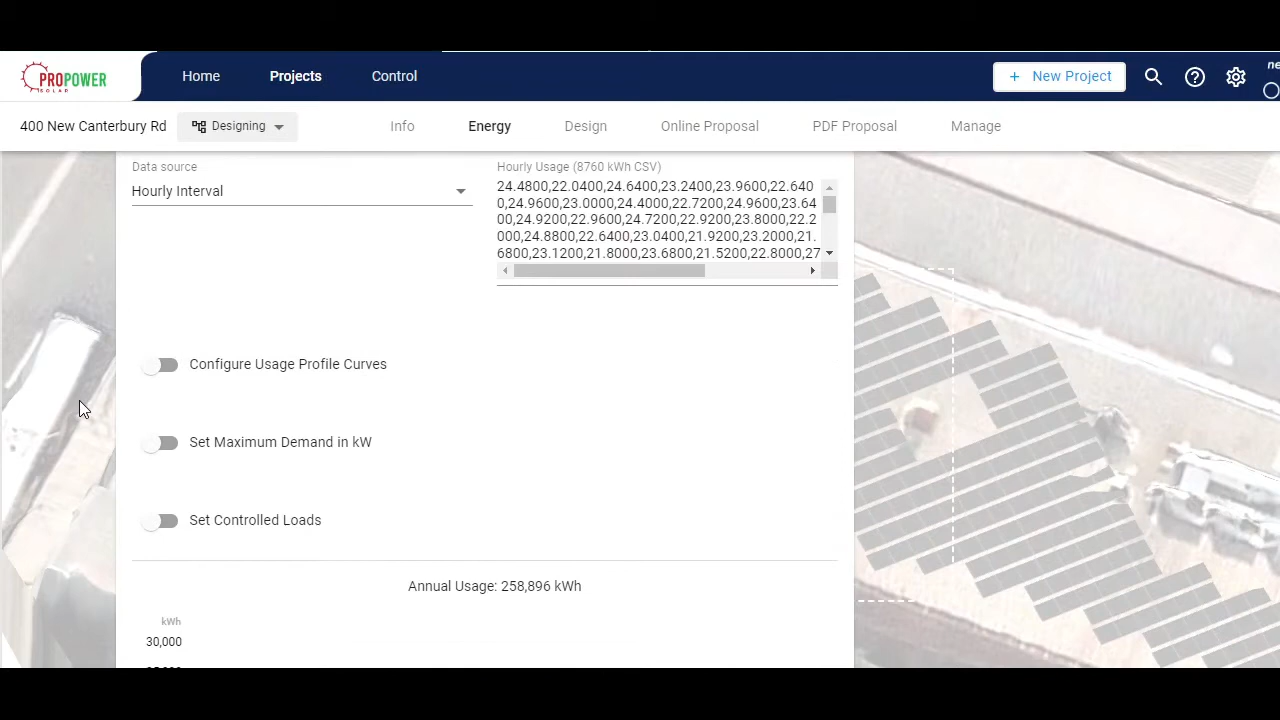 PROPOWER
SOLAR
Home
Projects
Control
+ New Project
ne
400 New Canterbury Rd
Designing
Info
Energy
Design
Online Proposal
PDF Proposal
Manage
Data source
Hourly Interval
Hourly Usage (8760 kWh CSV)
24.4800,22.0400,24.6400,23.2400,23.9600,22.640
0,24.9600,23.0000,24.4000,22.7200,24.9600,23.64
00,24.9200,22.9600,24.7200,22.9200,23.8000,22.2
000,24.8800,22.6400,23.0400,21.9200,23.2000,21.
6800,23.1200,21.8000,23.6800,21.5200,22.8000,27
Configure Usage Profile Curves
Set Maximum Demand in kW
Set Controlled Loads
Annual Usage: 258,896 kWh
kWh
30,000